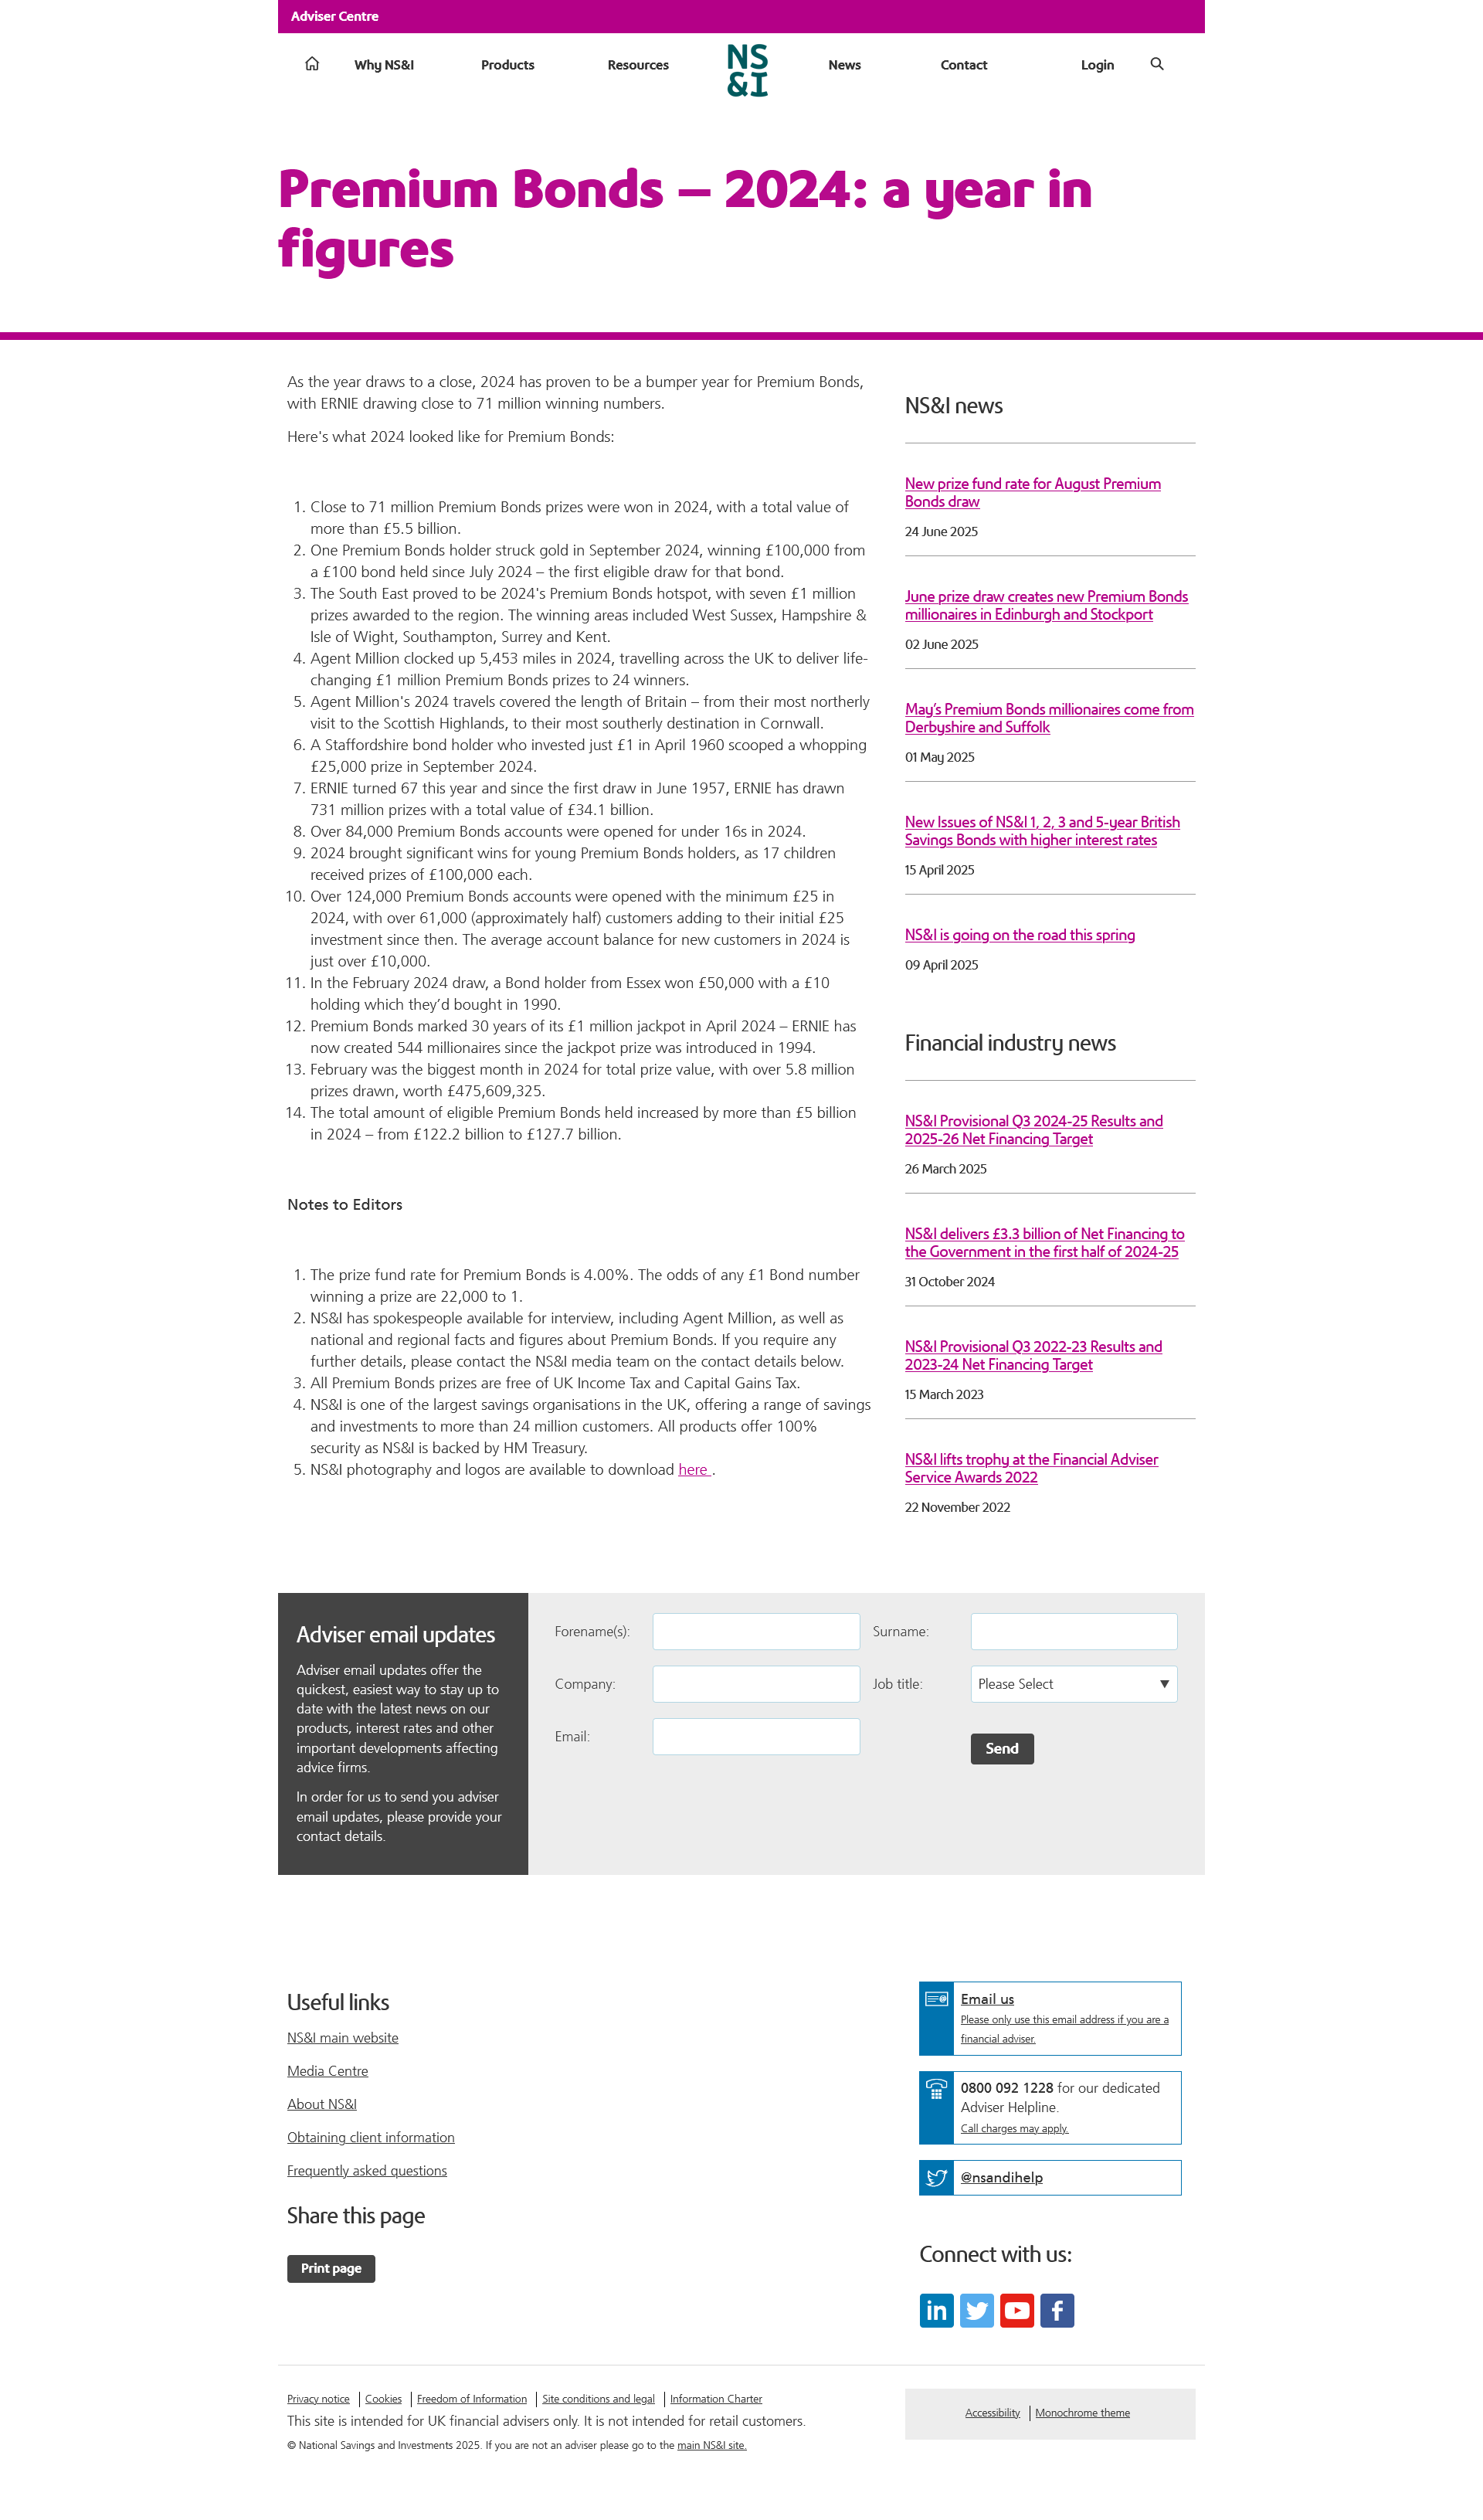 Adviser Centre
Why NS&I
Products
Resources
NS
&I
News
Contact
Login
Premium Bonds – 2024: a year in
figures
As the year draws to a close, 2024 has proven to be a bumper year for Premium Bonds,
with ERNIE drawing close to 71 million winning numbers.
Here's what 2024 looked like for Premium Bonds:
1. Close to 71 million Premium Bonds prizes were won in 2024, with a total value of
more than £5.5 billion.
2. One Premium Bonds holder struck gold in September 2024, winning £100,000 from
a £100 bond held since July 2024 – the first eligible draw for that bond.
3. The South East proved to be 2024's Premium Bonds hotspot, with seven £1 million
prizes awarded to the region. The winning areas included West Sussex, Hampshire &
Isle of Wight, Southampton, Surrey and Kent.
4. Agent Million clocked up 5,453 miles in 2024, travelling across the UK to deliver life-
changing £1 million Premium Bonds prizes to 24 winners.
5. Agent Million's 2024 travels covered the length of Britain – from their most northerly
visit to the Scottish Highlands, to their most southerly destination in Cornwall.
6. A Staffordshire bond holder who invested just £1 in April 1960 scooped a whopping
£25,000 prize in September 2024.
7. ERNIE turned 67 this year and since the first draw in June 1957, ERNIE has drawn
731 million prizes with a total value of £34.1 billion.
8. Over 84,000 Premium Bonds accounts were opened for under 16s in 2024.
9. 2024 brought significant wins for young Premium Bonds holders, as 17 children
received prizes of £100,000 each.
10. Over 124,000 Premium Bonds accounts were opened with the minimum £25 in
2024, with over 61,000 (approximately half) customers adding to their initial £25
investment since then. The average account balance for new customers in 2024 is
just over £10,000.
11. In the February 2024 draw, a Bond holder from Essex won £50,000 with a £10
holding which they’d bought in 1990.
12. Premium Bonds marked 30 years of its £1 million jackpot in April 2024 – ERNIE has
now created 544 millionaires since the jackpot prize was introduced in 1994.
13. February was the biggest month in 2024 for total prize value, with over 5.8 million
prizes drawn, worth £475,609,325.
14. The total amount of eligible Premium Bonds held increased by more than £5 billion
in 2024 – from £122.2 billion to £127.7 billion.
Notes to Editors
1. The prize fund rate for Premium Bonds is 4.00%. The odds of any £1 Bond number
winning a prize are 22,000 to 1.
2. NS&I has spokespeople available for interview, including Agent Million, as well as
national and regional facts and figures about Premium Bonds. If you require any
further details, please contact the NS&I media team on the contact details below.
3. All Premium Bonds prizes are free of UK Income Tax and Capital Gains Tax.
4. NS&I is one of the largest savings organisations in the UK, offering a range of savings
and investments to more than 24 million customers. All products offer 100%
security as NS&I is backed by HM Treasury.
5. NS&I photography and logos are available to download here .
NS&I news
New prize fund rate for August Premium
Bonds draw
24 June 2025
June prize draw creates new Premium Bonds
millionaires in Edinburgh and Stockport
02 June 2025
May’s Premium Bonds millionaires come from
Derbyshire and Suffolk
01 May 2025
New Issues of NS&I 1, 2, 3 and 5-year British
Savings Bonds with higher interest rates
15 April 2025
NS&I is going on the road this spring
09 April 2025
Financial industry news
NS&I Provisional Q3 2024-25 Results and
2025-26 Net Financing Target
26 March 2025
NS&I delivers £3.3 billion of Net Financing to
the Government in the first half of 2024-25
31 October 2024
NS&I Provisional Q3 2022-23 Results and
2023-24 Net Financing Target
15 March 2023
NS&I lifts trophy at the Financial Adviser
Service Awards 2022
22 November 2022
Adviser email updates
Adviser email updates offer the
quickest, easiest way to stay up to
date with the latest news on our
products, interest rates and other
important developments affecting
advice firms.
In order for us to send you adviser
email updates, please provide your
contact details.
Forename(s):
Surname:
Company:
Job title:
Please Select
Email:
Send
Useful links
NS&I main website
Media Centre
About NS&I
Obtaining client information
Frequently asked questions
Share this page
Print page
Email us
Please only use this email address if you are a
financial adviser.
0800 092 1228 for our dedicated
Adviser Helpline.
Call charges may apply.
@nsandihelp
Connect with us:
Privacy notice
Cookies
Freedom of Information
Site conditions and legal
Information Charter
This site is intended for UK financial advisers only. It is not intended for retail customers.
© National Savings and Investments 2025. If you are not an adviser please go to the main NS&I site.
Accessibility
Monochrome theme